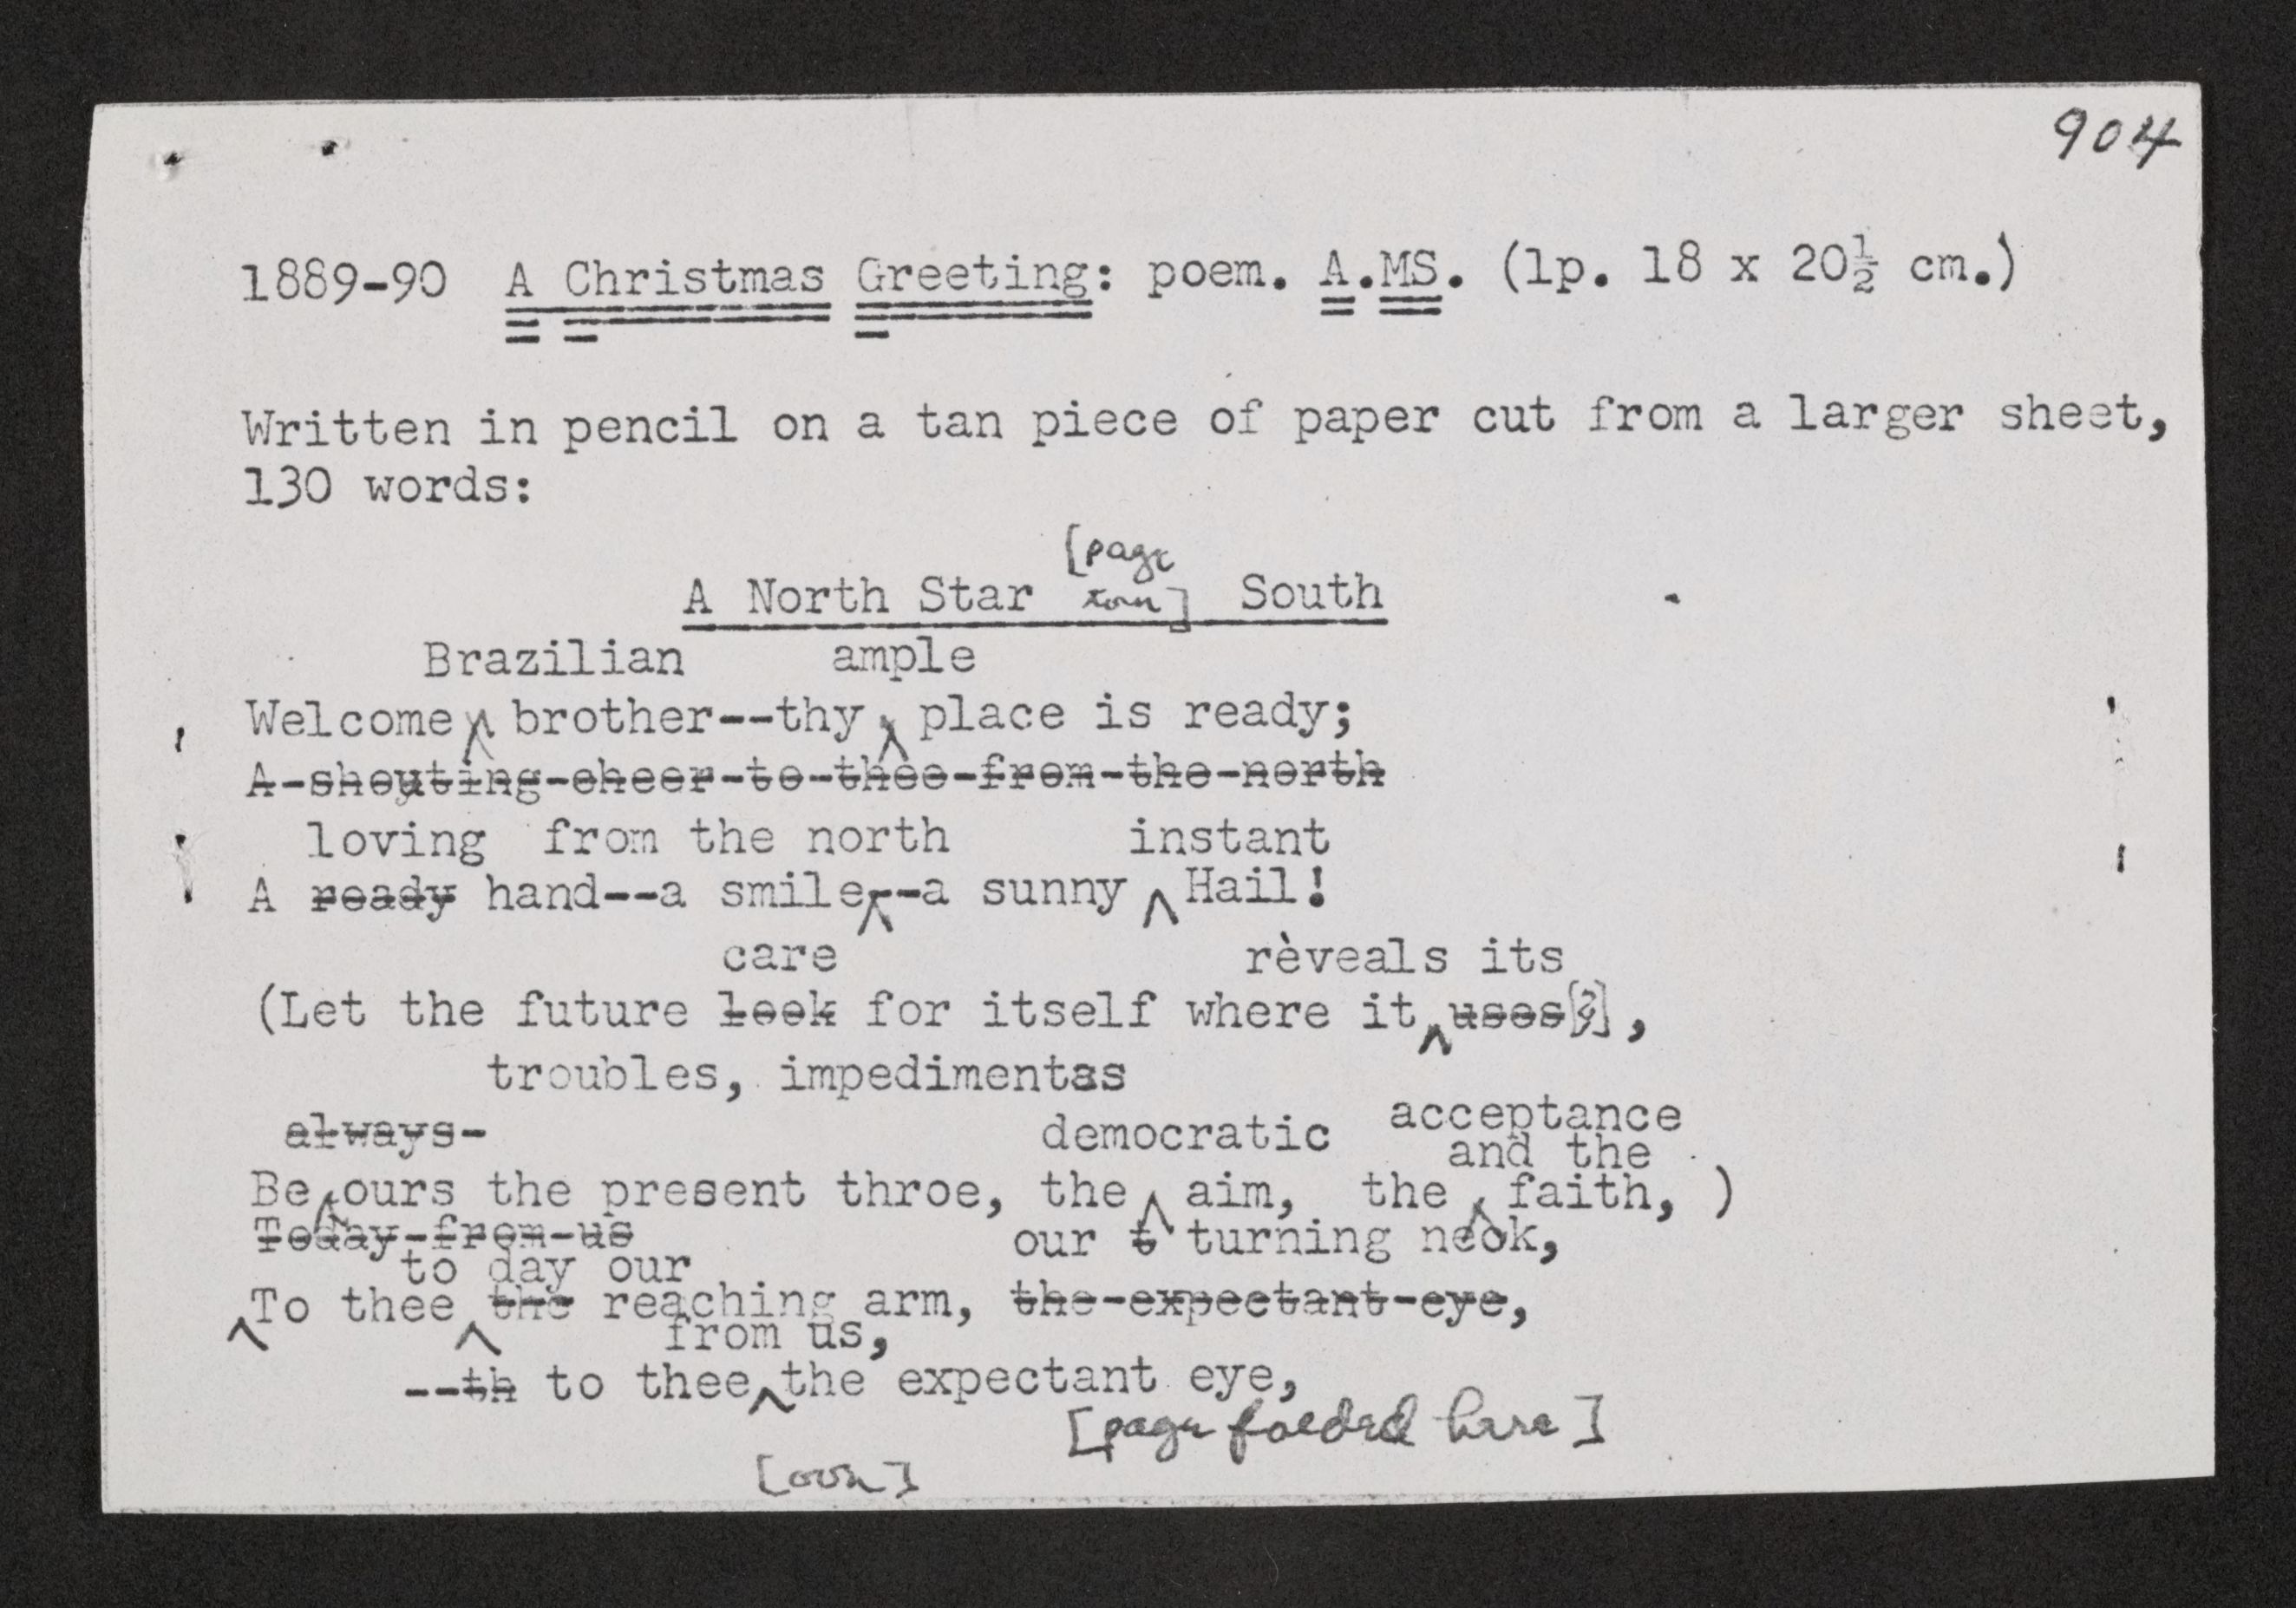 904
1889-90 A Christmas Greeting: poem. A.MS. (1p. 18 x 20½ cm.)
Written in pencil on a tan piece of paper cut from a larger sheet,
130 words:
[page
A North Star torn] South
Brazilian ample
Welcome ^ brother--thy ^ place is ready;
A-shouting-cheer-to-thee-from-the-north
loving from the north instant
A ready hand--a smile^--a sunny ^ Hail!
care rèveals its
(Let the future look for itself where it ^ uses[?],
troubles, impedimentas
acceptance
always- democratic
and the
Be ^ ours the present throe, the ^ aim, the ^ faith, )
Today-from-us our t turning neck,
to day our
^ To thee ^ the reaching arm, the-expectant-eye,
from us,
--th to thee ^ the expectant eye,
[page folded here]
[over]